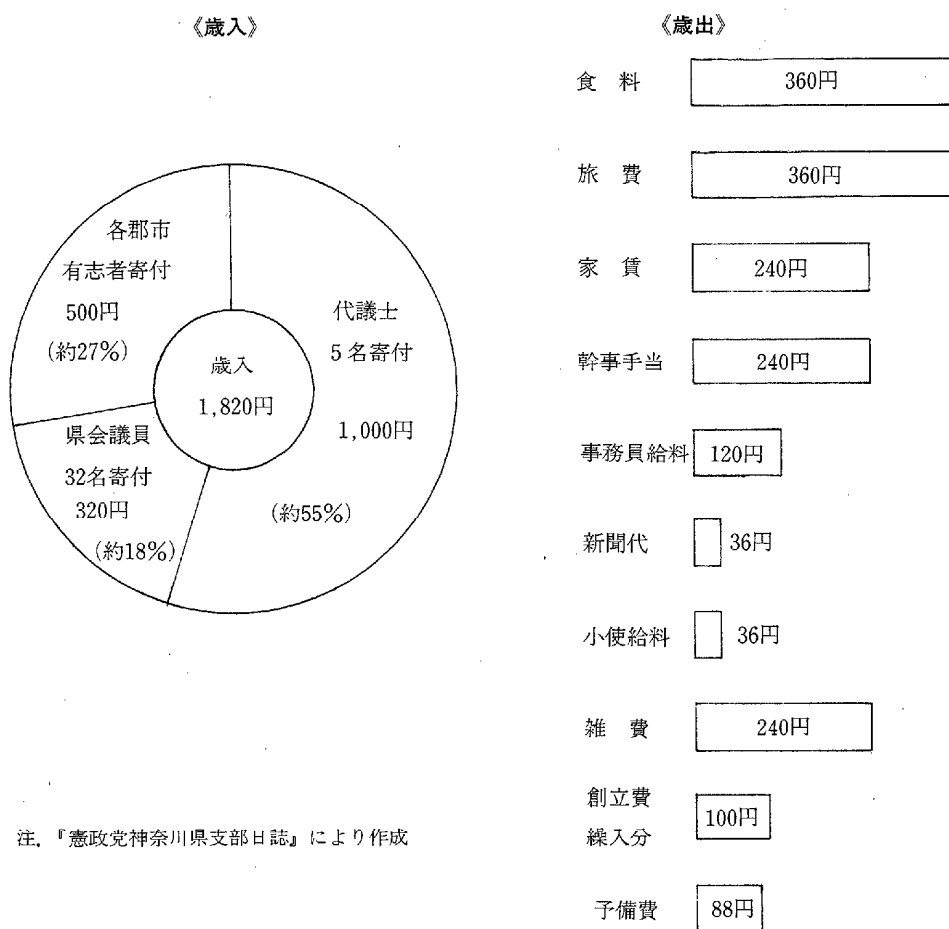 《歳入》
各郡市
有志者寄付
500円
(約27%)
代議士
5名寄付
1,000円
(約55%)
歳入
1,820円
県会議員
32名寄付
320円
(約18%)
注.『憲政党神奈川県支部日誌』により作成
《歳出》
食料 360円
旅費 360円
家賃 240円
幹事手当 240円
事務員給料 120円
新聞代 36円
小使給料 36円
雑費 240円
創立費
繰入分 100円
予備費 88円